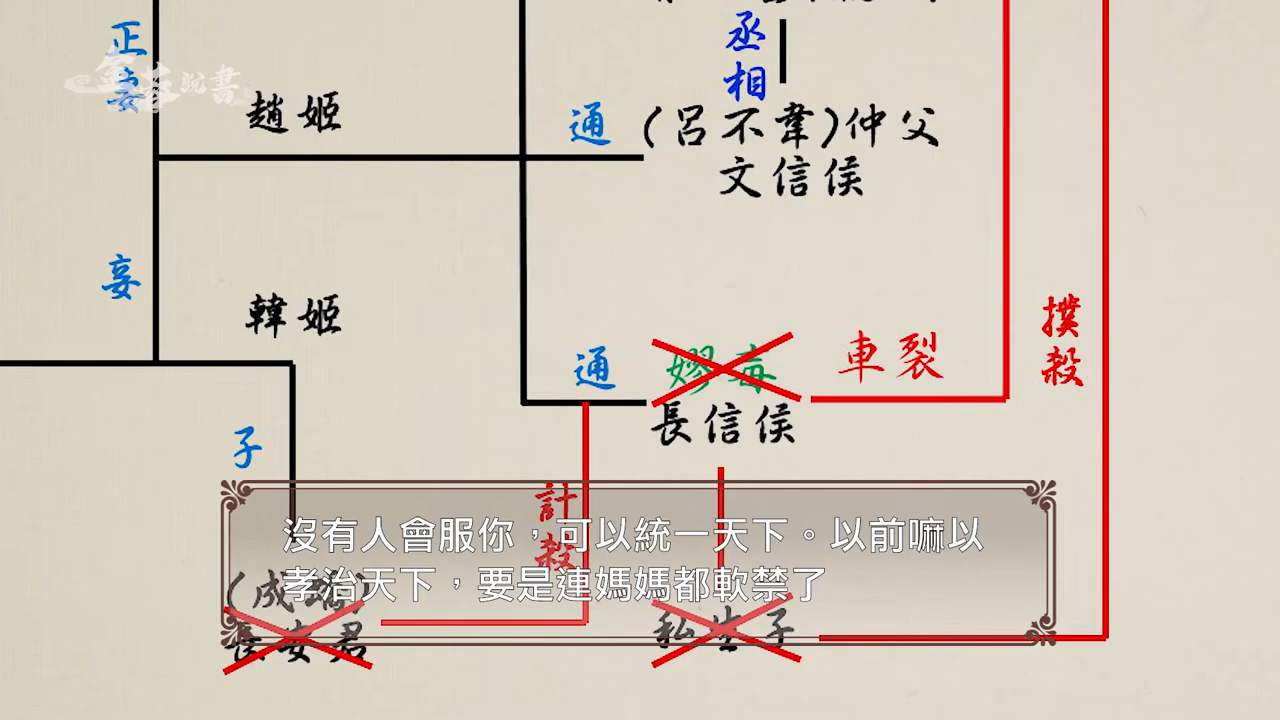 正妻
說書
趙姬
丞相
通
(呂不韋)仲父
文信侯
妾
韓姬
通
嫪毐
長信侯
車裂
撲殺
子
計殺
沒有人會服你，可以統一天下。以前嘛以
孝治天下，要是連媽媽都軟禁了
長安君
私生子